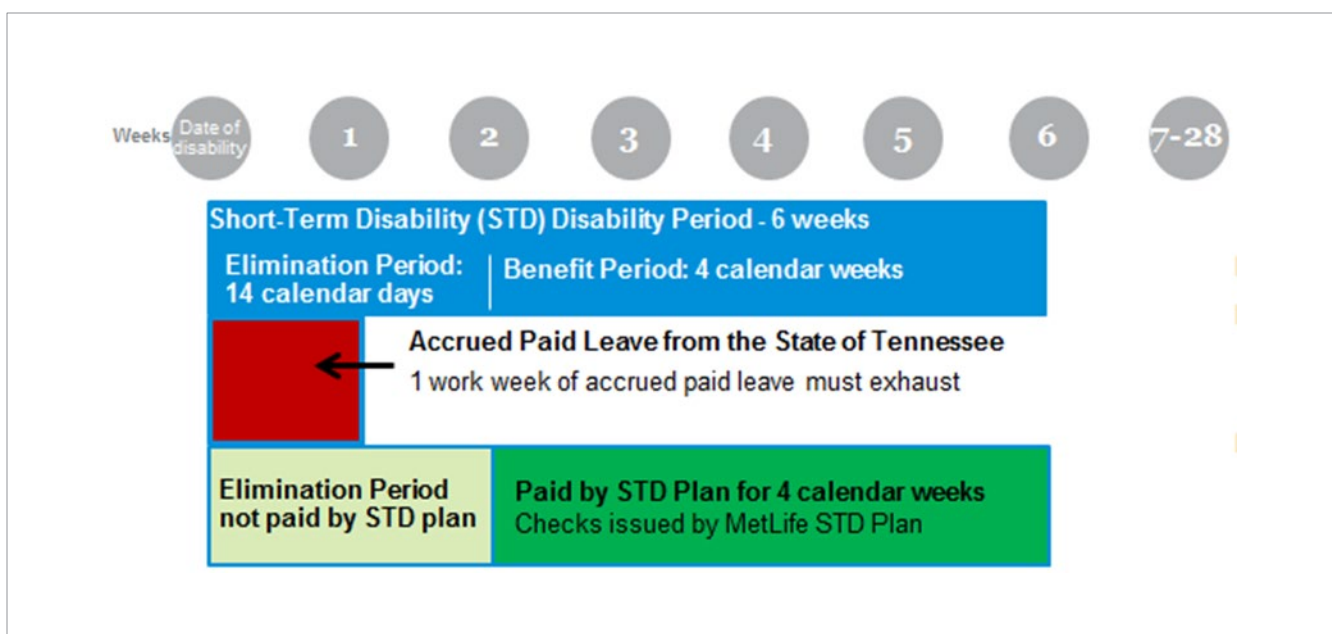 Weeks
Date of
disability
1
2
3
4
5
6
7-28
Short-Term Disability (STD) Disability Period - 6 weeks
Elimination Period:
14 calendar days
Benefit Period: 4 calendar weeks
Accrued Paid Leave from the State of Tennessee
1 work week of accrued paid leave must exhaust
Elimination Period
not paid by STD plan
Paid by STD Plan for 4 calendar weeks
Checks issued by MetLife STD Plan